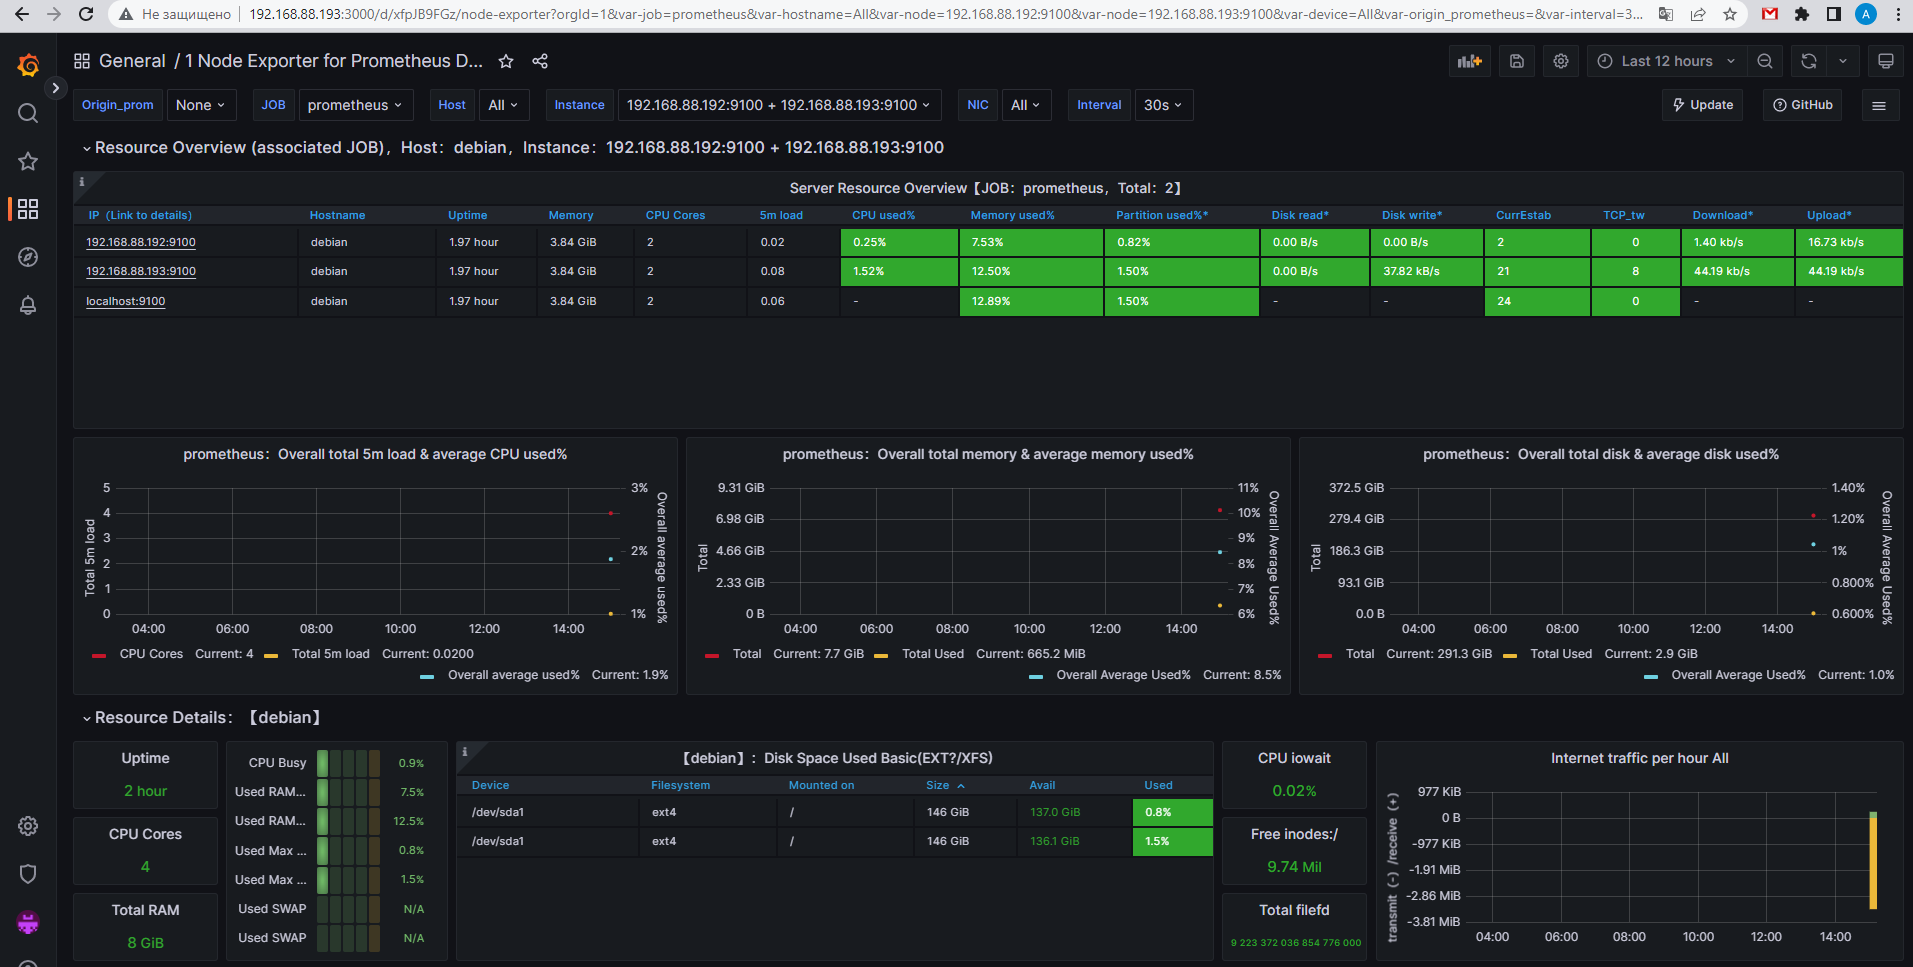 Не защищено 192.168.88.193:3000/d/xfpJB9FGz/node-exporter?orgId=1&var-job=prometheus&var-hostname=All&var-node=192.168.88.192:9100&var-node=192.168.88.193:9100&var-device=All&var-origin_prometheus=&var-interval=3... A
General / 1 Node Exporter for Prometheus D... Last 12 hours
Origin_prom None JOB prometheus Host All Instance 192.168.88.192:9100 + 192.168.88.193:9100 NIC All Interval 30s Update GitHub
Resource Overview (associated JOB)，Host：debian，Instance：192.168.88.192:9100 + 192.168.88.193:9100
Server Resource Overview【JOB：prometheus，Total：2】
IP（Link to details） Hostname Uptime Memory CPU Cores 5m load CPU used% Memory used% Partition used%* Disk read* Disk write* CurrEstab TCP_tw Download* Upload*
192.168.88.192:9100 debian 1.97 hour 3.84 GiB 2 0.02 0.25% 7.53% 0.82% 0.00 B/s 0.00 B/s 2 0 1.40 kb/s 16.73 kb/s
192.168.88.193:9100 debian 1.97 hour 3.84 GiB 2 0.08 1.52% 12.50% 1.50% 0.00 B/s 37.82 kB/s 21 8 44.19 kb/s 44.19 kb/s
localhost:9100 debian 1.97 hour 3.84 GiB 2 0.06 - 12.89% 1.50% - - 24 0 - -
prometheus：Overall total 5m load & average CPU used%
5
4
3
2
1
0
Total 5m load
3%
2%
1%
Overall average used%
04:00 06:00 08:00 10:00 12:00 14:00
CPU Cores Current: 4 Total 5m load Current: 0.0200
Overall average used% Current: 1.9%
prometheus：Overall total memory & average memory used%
9.31 GiB
6.98 GiB
4.66 GiB
2.33 GiB
0 B
Total
11%
10%
9%
8%
7%
6%
Overall Average Used%
04:00 06:00 08:00 10:00 12:00 14:00
Total Current: 7.7 GiB Total Used Current: 665.2 MiB
Overall Average Used% Current: 8.5%
prometheus：Overall total disk & average disk used%
372.5 GiB
279.4 GiB
186.3 GiB
93.1 GiB
0.0 B
Total
1.40%
1.20%
1%
0.800%
0.600%
Overall Average Used%
04:00 06:00 08:00 10:00 12:00 14:00
Total Current: 291.3 GiB Total Used Current: 2.9 GiB
Overall Average Used% Current: 1.0%
Resource Details：【debian】
Uptime
2 hour
CPU Cores
4
Total RAM
8 GiB
CPU Busy 0.9%
Used RAM... 7.5%
Used RAM... 12.5%
Used Max ... 0.8%
Used Max ... 1.5%
Used SWAP N/A
Used SWAP N/A
【debian】：Disk Space Used Basic(EXT?/XFS)
Device Filesystem Mounted on Size Avail Used
/dev/sda1 ext4 / 146 GiB 137.0 GiB 0.8%
/dev/sda1 ext4 / 146 GiB 136.1 GiB 1.5%
CPU iowait
0.02%
Free inodes:/
9.74 Mil
Total filefd
9 223 372 036 854 776 000
Internet traffic per hour All
977 KiB
0 B
-977 KiB
-1.91 MiB
-2.86 MiB
-3.81 MiB
transmit（-）/receive（+）
04:00 06:00 08:00 10:00 12:00 14:00